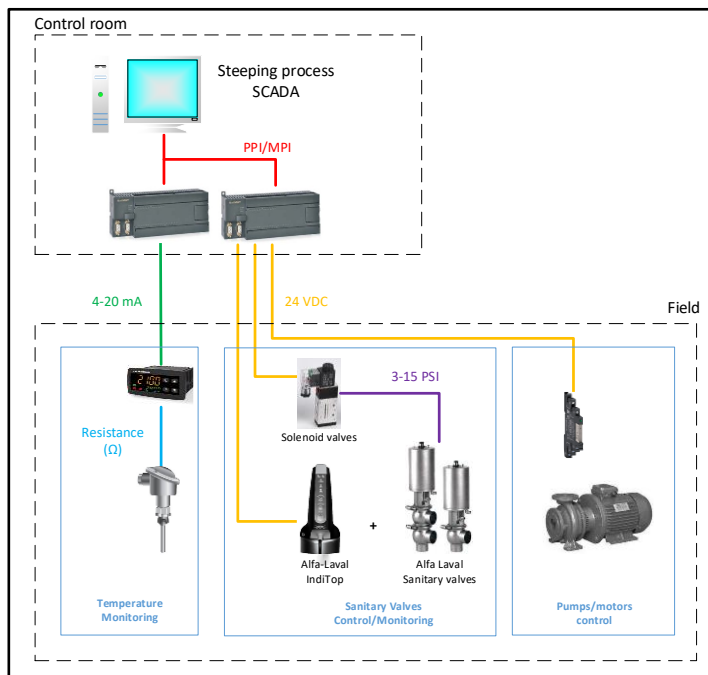 Control room
Steeping process
SCADA
PPI/MPI
4-20 mA
24 VDC
Field
2100
3-15 PSI
Resistance
(Ω)
Solenoid valves
+
Alfa-Laval
IndiTop
Alfa Laval
Sanitary valves
Temperature
Monitoring
Sanitary Valves
Control/Monitoring
Pumps/motors
control